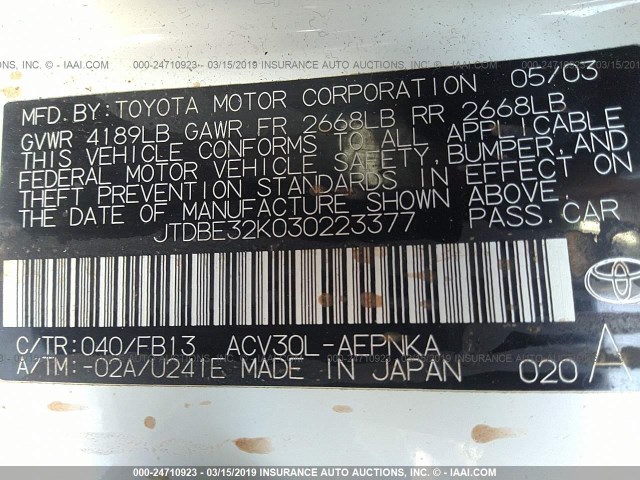 000-24710923 - 03/15/2019 INSURANCE AUTO AUCTIONS CENTER - © IAAI.COM
MFD.BY:TOYOTA MOTOR CORPORATION 05/03
GVWR 4189LB GAWR FR 2668LB RR 2668LB
THIS VEHICLE CONFORMS TO ALL APPLICABLE
FEDERAL MOTOR VEHICLE SAFETY,BUMPER,AND
THEFT PREVENTION STANDARDS IN EFFECT ON
THE DATE OF MANUFACTURE SHOWN ABOVE.
JTDBE32K030223377 PASS.CAR
C/TR:040/FB13 ACV30L-AEPNKA
A/TM:-02A/U241E MADE IN JAPAN 020 A
TOYOTA
000-24710923 - 03/15/2019 INSURANCE AUTO AUCTIONS CENTER - © IAAI.COM